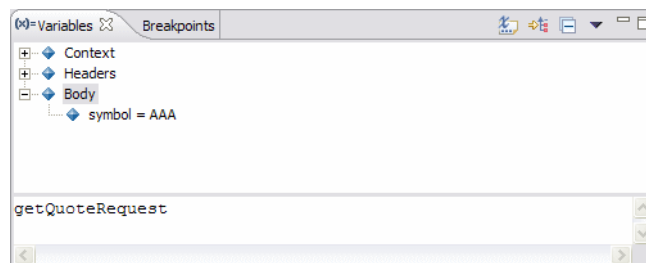 (x)= Variables Breakpoints
Context
Headers
Body
symbol = AAA
getQuoteRequest